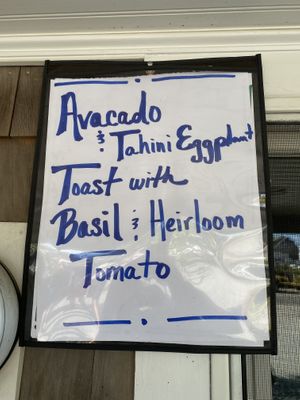 Avacado
& Tahini Eggplant
Toast with
Basil & Heirloom
Tomato